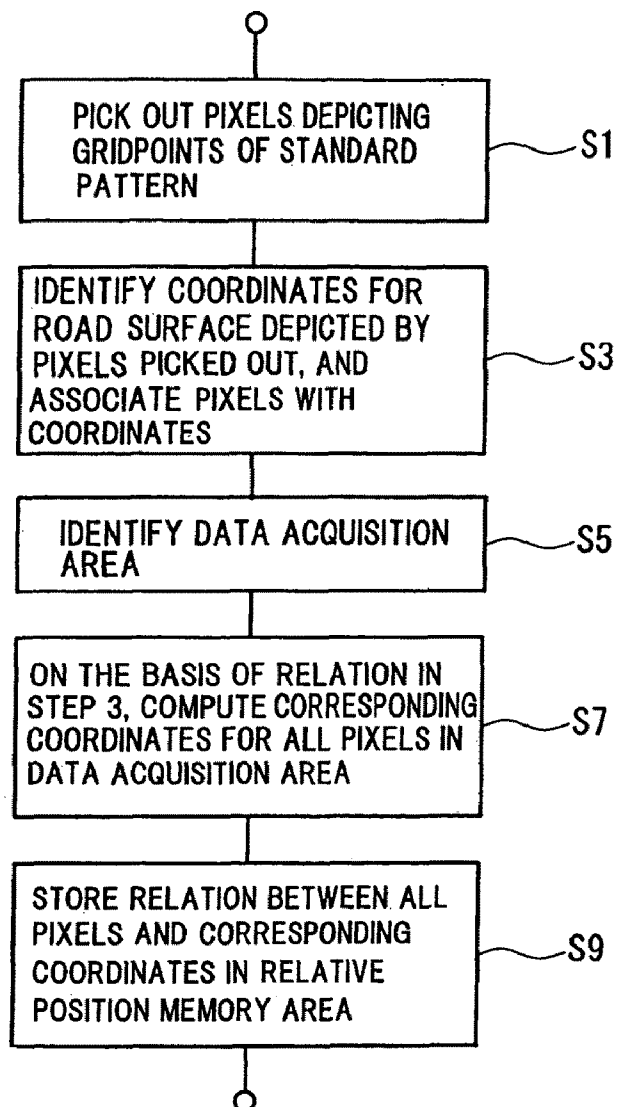 PICK OUT PIXELS DEPICTING
GRIDPOINTS OF STANDARD
PATTERN
S1
IDENTIFY COORDINATES FOR
ROAD SURFACE DEPICTED BY
PIXELS PICKED OUT, AND
ASSOCIATE PIXELS WITH
COORDINATES
S3
IDENTIFY DATA ACQUISITION
AREA
S5
ON THE BASIS OF RELATION IN
STEP 3, COMPUTE CORRESPONDING
COORDINATES FOR ALL PIXELS IN
DATA ACQUISITION AREA
S7
STORE RELATION BETWEEN ALL
PIXELS AND CORRESPONDING
COORDINATES IN RELATIVE
POSITION MEMORY AREA
S9